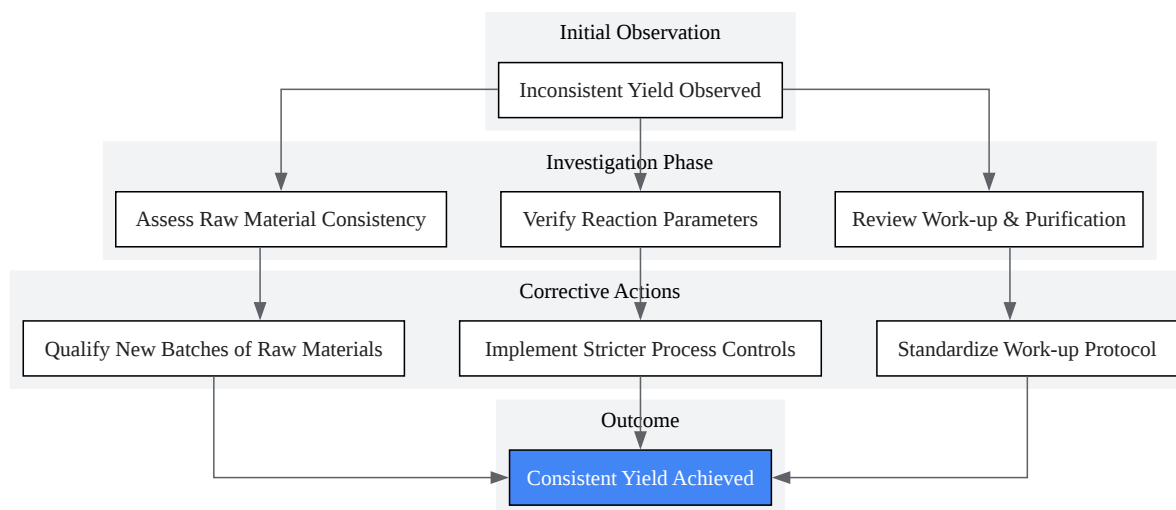 Initial Observation
Inconsistent Yield Observed
Investigation Phase
Assess Raw Material Consistency
Verify Reaction Parameters
Review Work-up & Purification
Corrective Actions
Qualify New Batches of Raw Materials
Implement Stricter Process Controls
Standardize Work-up Protocol
Outcome
Consistent Yield Achieved